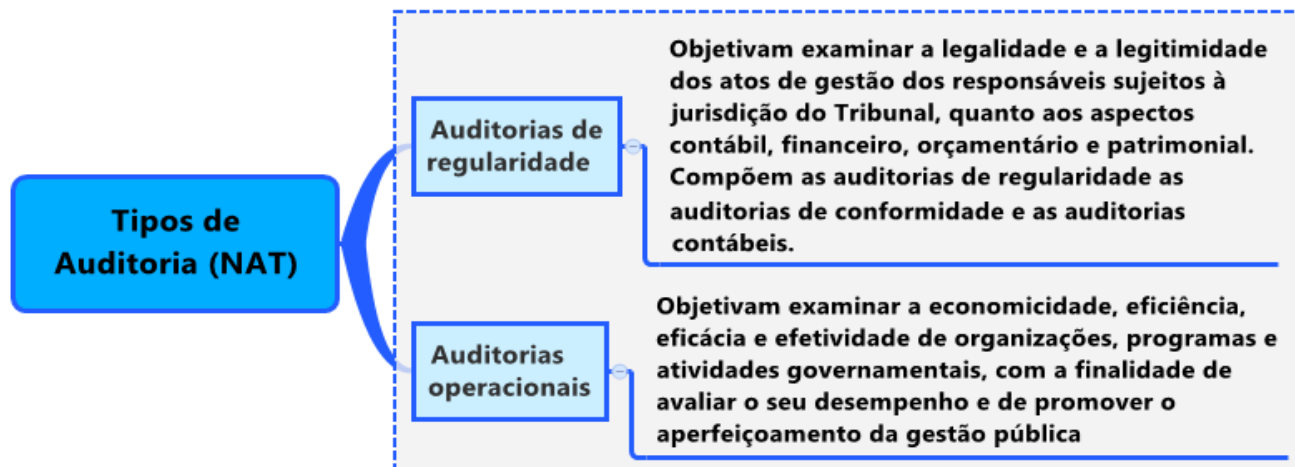 Tipos de
Auditoria (NAT)
Auditorias de
regularidade
Objetivam examinar a legalidade e a legitimidade
dos atos de gestão dos responsáveis sujeitos à
jurisdição do Tribunal, quanto aos aspectos
contábil, financeiro, orçamentário e patrimonial.
Compõem as auditorias de regularidade as
auditorias de conformidade e as auditorias
contábeis.
Auditorias
operacionais
Objetivam examinar a economicidade, eficiência,
eficácia e efetividade de organizações, programas e
atividades governamentais, com a finalidade de
avaliar o seu desempenho e de promover o
aperfeiçoamento da gestão pública